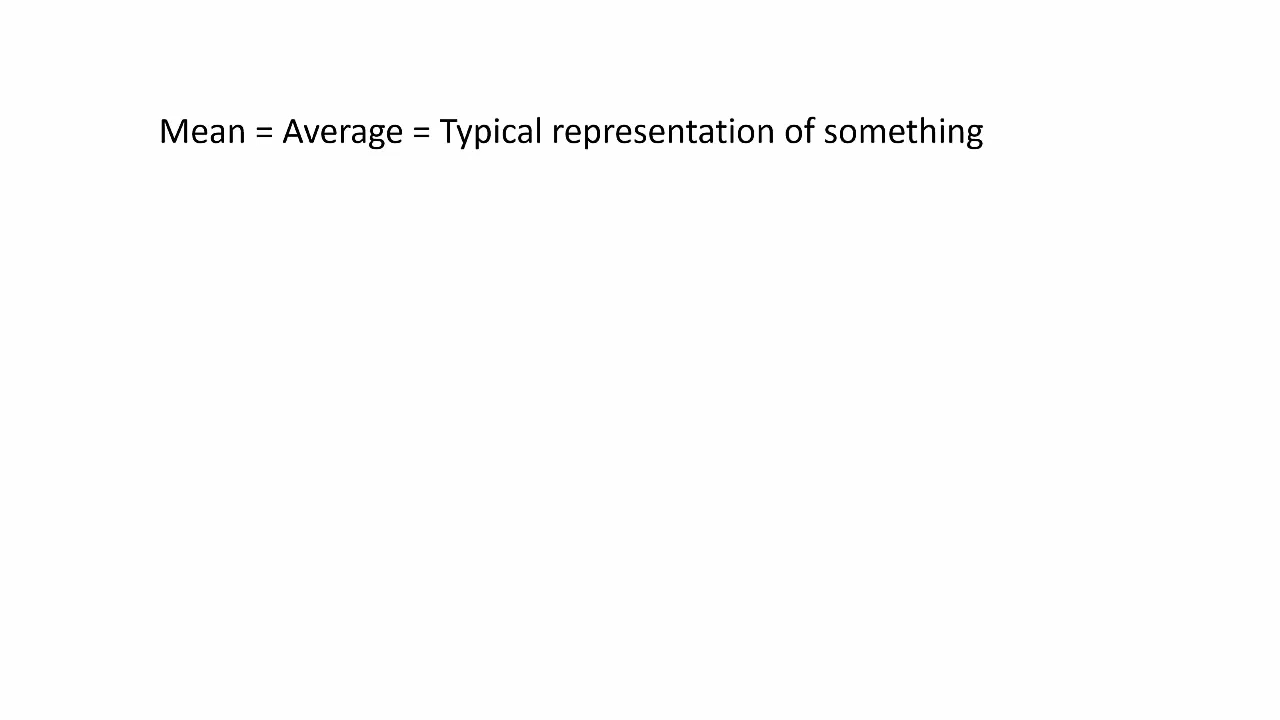 Mean = Average = Typical representation of something